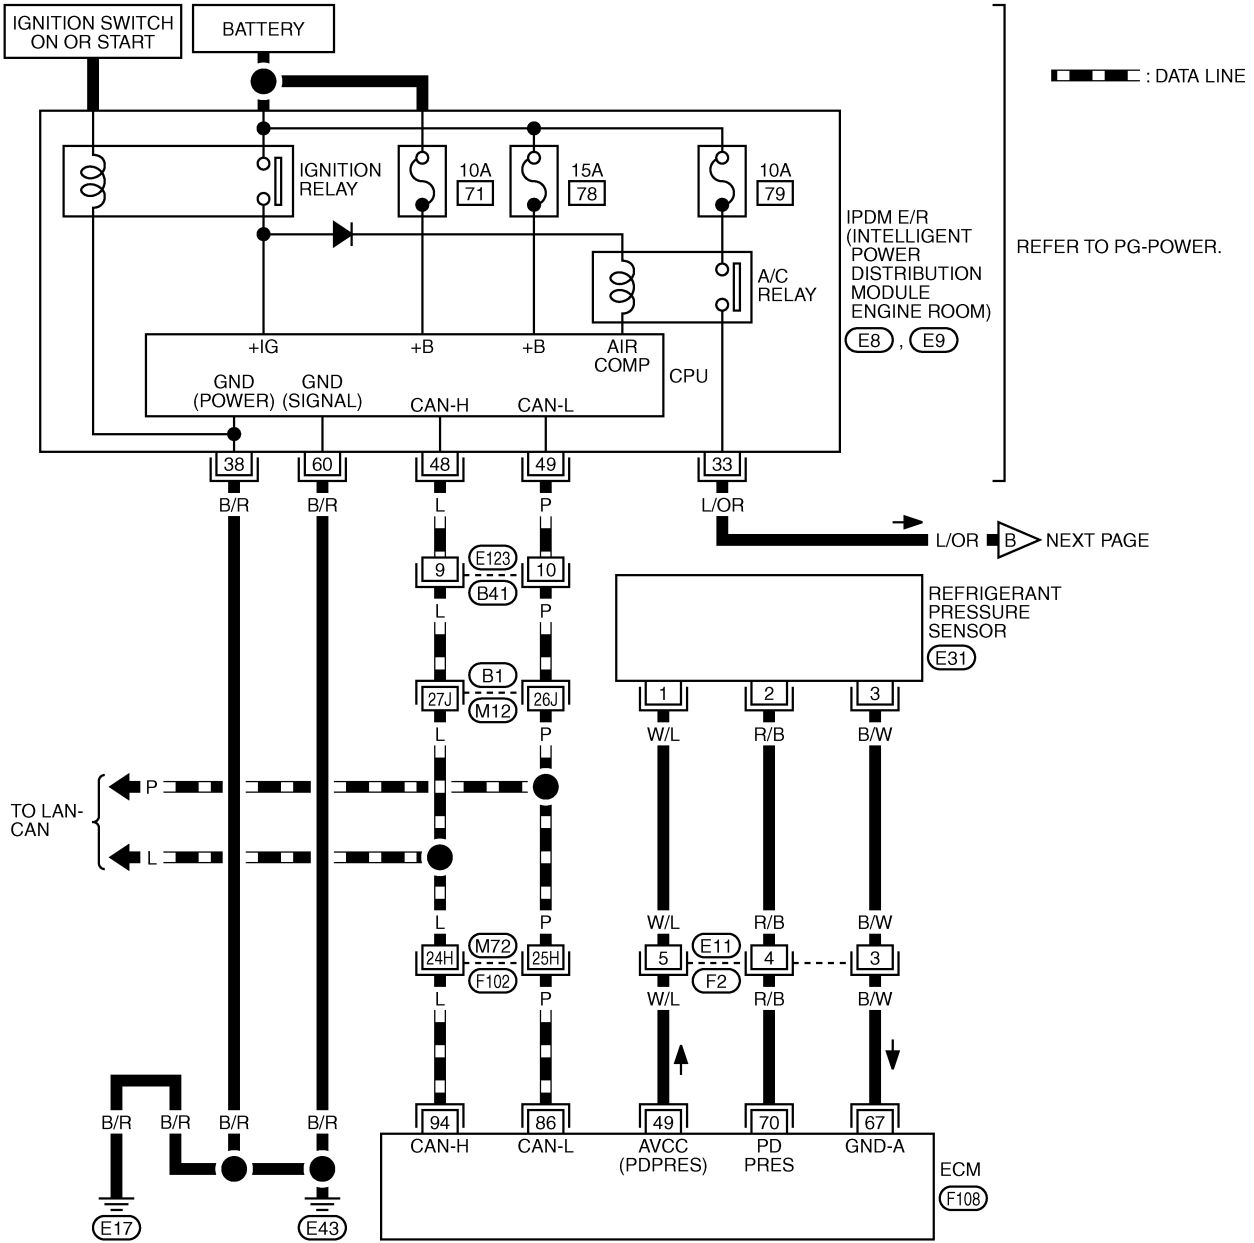 IGNITION SWITCH
ON OR START
BATTERY
: DATA LINE
IGNITION
RELAY
10A
71
15A
78
10A
79
IPDM E/R
(INTELLIGENT
POWER
DISTRIBUTION
MODULE
ENGINE ROOM)
E8 , E9
REFER TO PG-POWER.
A/C
RELAY
+IG
+B
+B
AIR
COMP
CPU
GND
(POWER)
GND
(SIGNAL)
CAN-H
CAN-L
38
60
48
49
33
B/R
B/R
L
P
L/OR
L/OR
B
NEXT PAGE
9
E123
B41
10
L
P
REFRIGERANT
PRESSURE
SENSOR
E31
27J
B1
M12
26J
1
2
3
L
P
W/L
R/B
B/W
TO LAN-
CAN
P
L
L
P
W/L
R/B
B/W
24H
M72
F102
25H
5
E11
F2
4
3
L
P
W/L
R/B
B/W
B/R
B/R
B/R
B/R
94
86
49
70
67
CAN-H
CAN-L
AVCC
(PDPRES)
PD
PRES
GND-A
ECM
F108
E17
E43